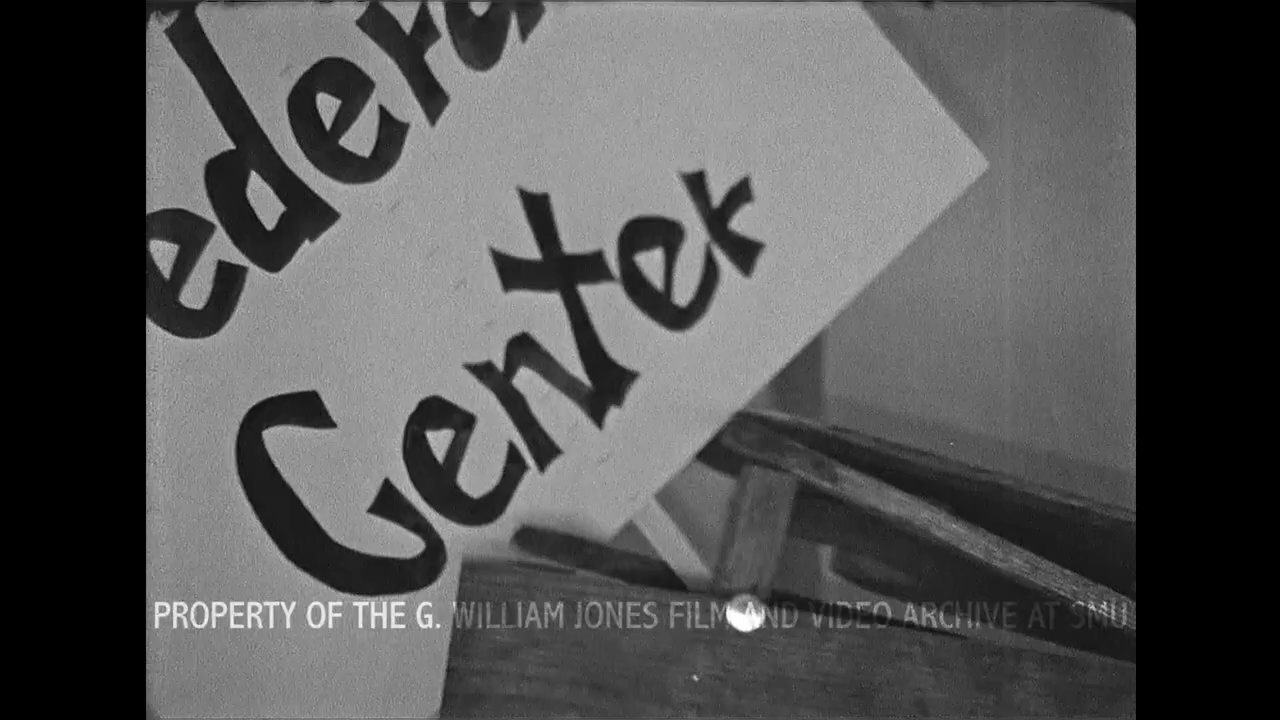 edera
Center
PROPERTY OF THE G. WILLIAM JONES FILM AND VIDEO ARCHIVE AT SMU